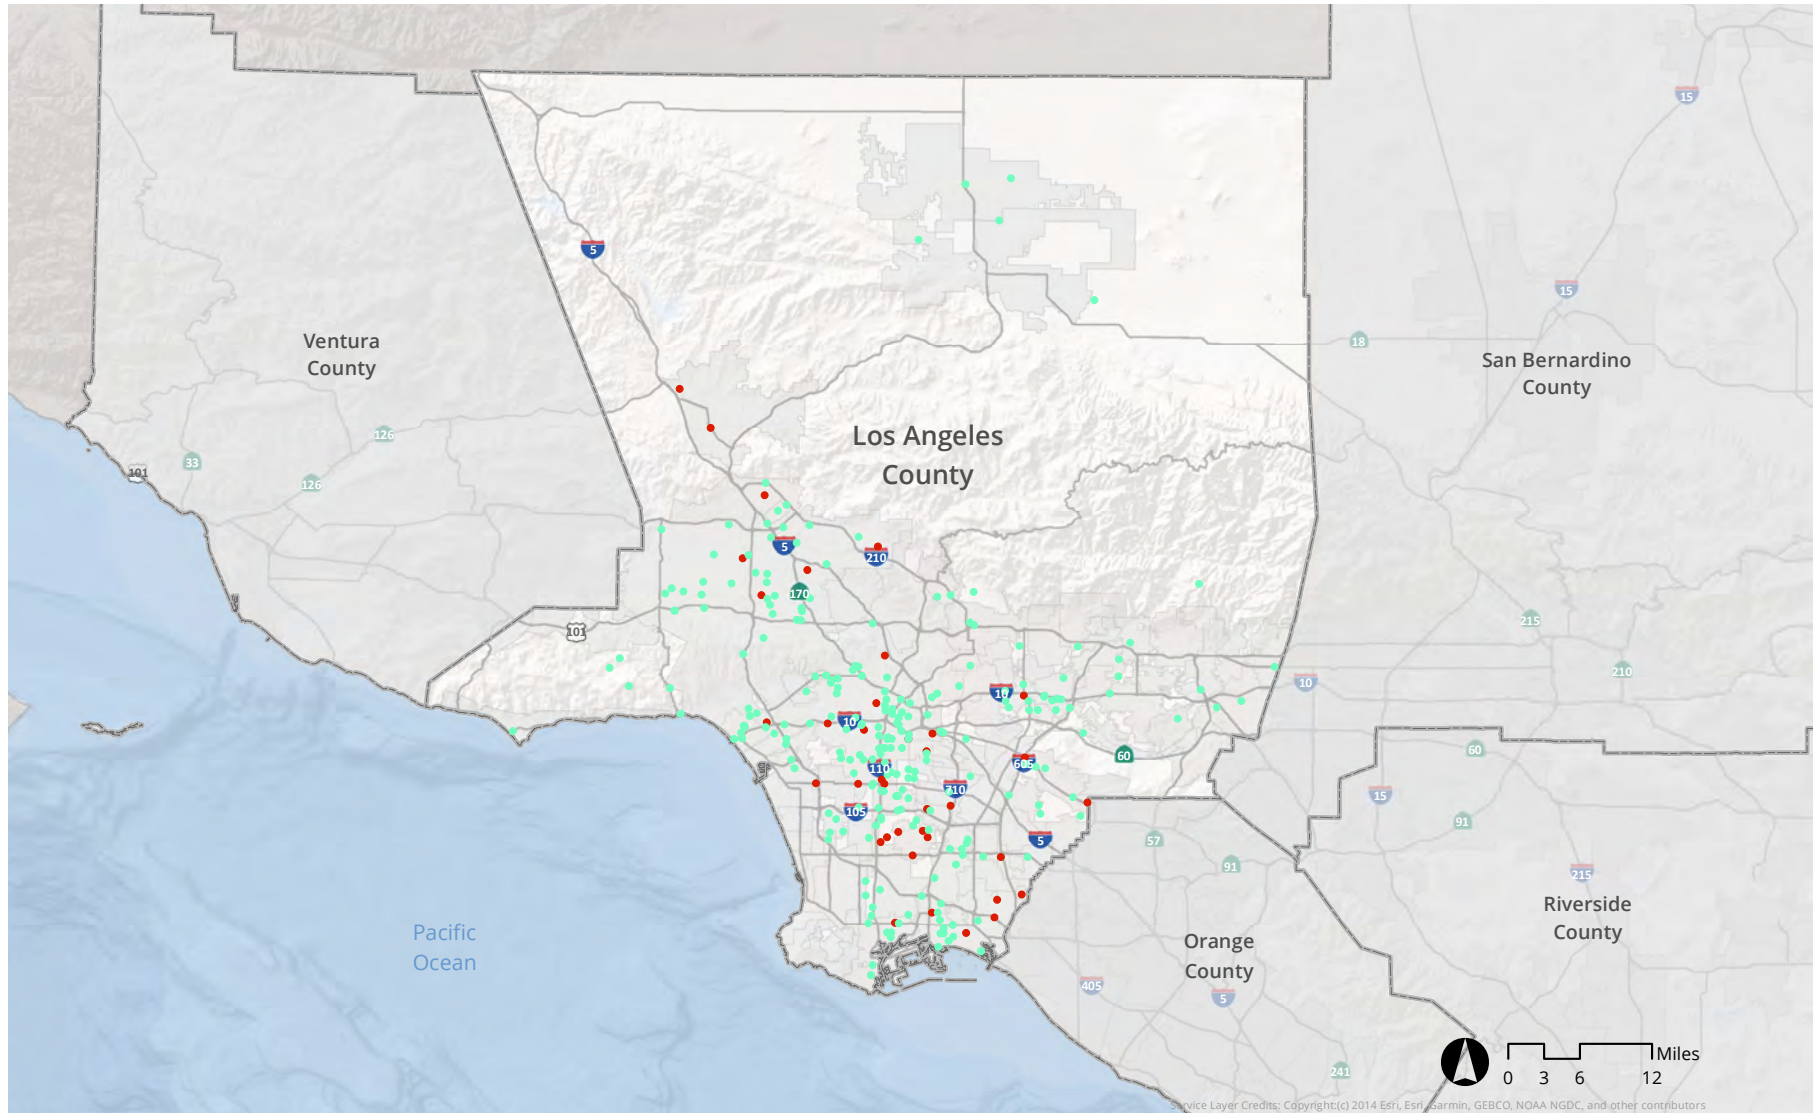 15
5
15
Ventura
County
18
San Bernardino
County
Los Angeles
County
126
33
101
126
5
210
170
215
101
210
10
10
10
60
60
110
605
710
15
105
91
5
57
91
215
Riverside
County
Pacific
Ocean
Orange
County
405
5
Miles
0 3 6 12
241
Service Layer Credits: Copyright:(c) 2014 Esri, Esri, Garmin, GEBCO, NOAA NGDC, and other contributors